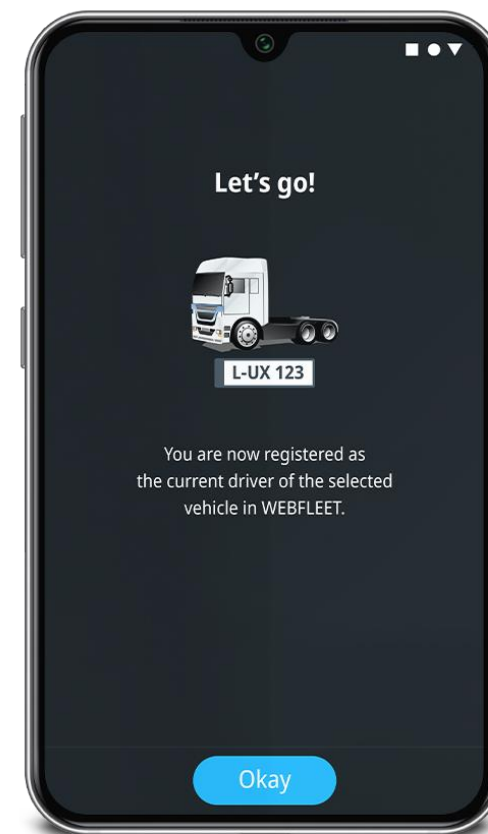 Let’s go!
L-UX 123
You are now registered as
the current driver of the selected
vehicle in WEBFLEET.
Okay